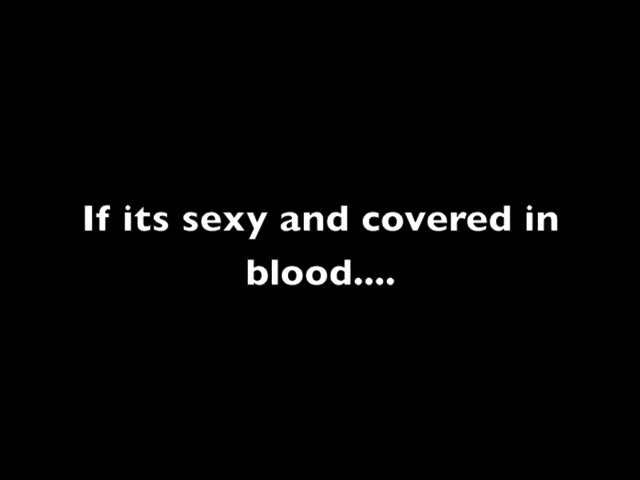 If its sexy and covered in
blood....